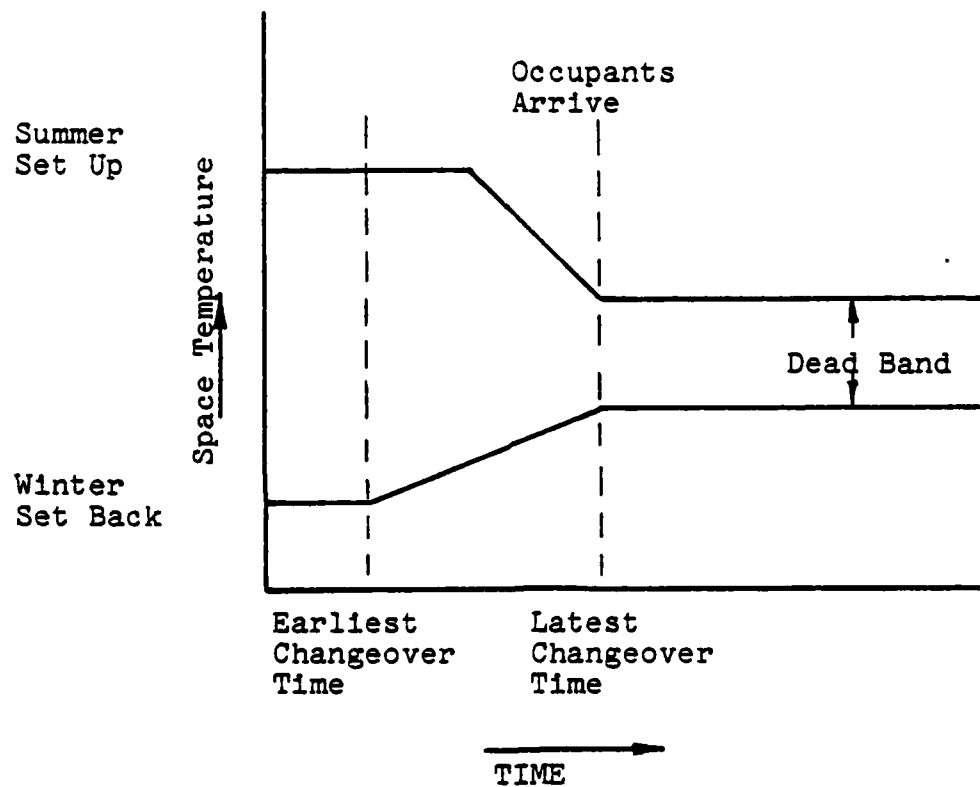 Occupants
Arrive
Summer
Set Up
Space Temperature
Dead Band
Winter
Set Back
Earliest
Changeover
Time
Latest
Changeover
Time
TIME